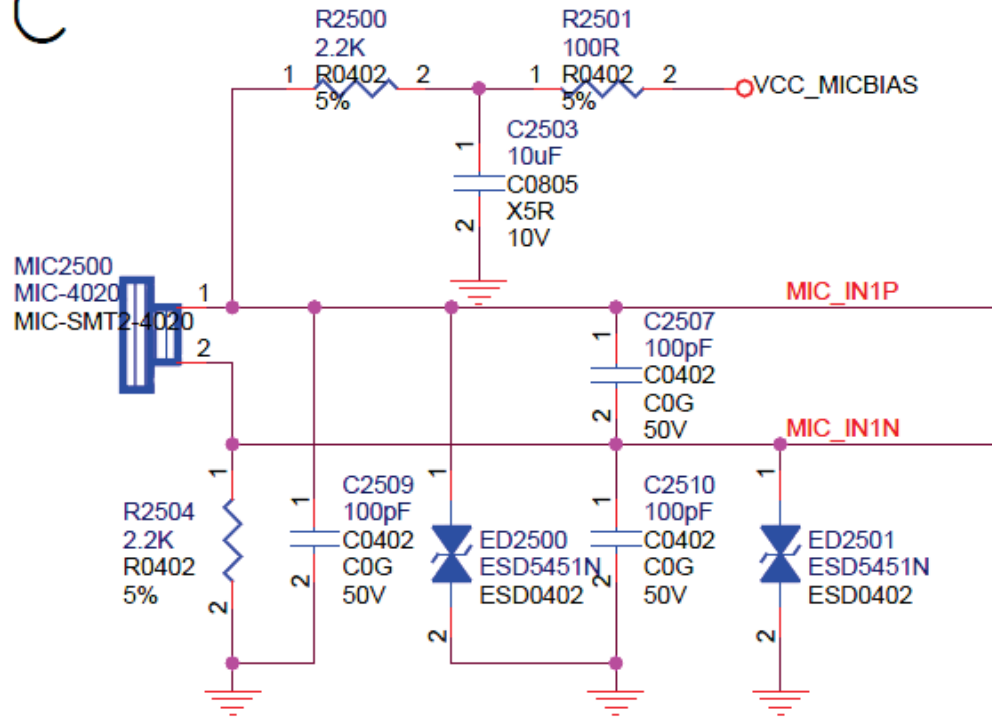 C
R2500
2.2K
1 R0402 2
5%
R2501
100R
1 R0402 2
5%
VCC_MICBIAS
1
C2503
10uF
C0805
X5R
10V
2
MIC2500
MIC-4020
MIC-SMT2-4020
1
2
MIC_IN1P
1
C2507
100pF
C0402
C0G
50V
2
MIC_IN1N
1
R2504
2.2K
R0402
5%
2
1
C2509
100pF
C0402
C0G
50V
2
1
ED2500
ESD5451N
ESD0402
2
1
C2510
100pF
C0402
C0G
50V
2
1
ED2501
ESD5451N
ESD0402
2